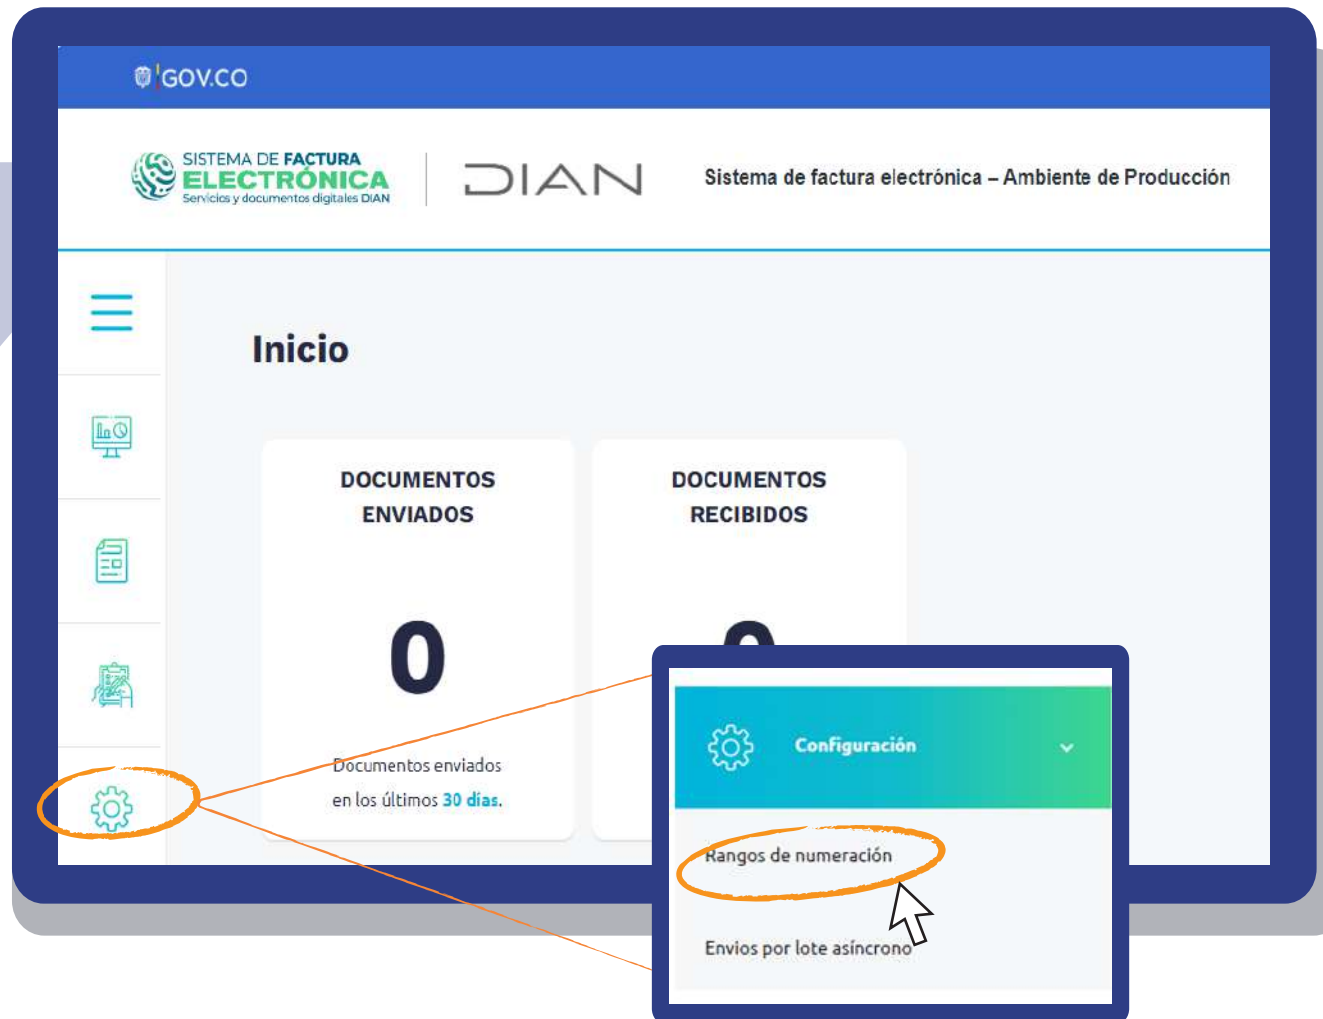 GOV.CO
SISTEMA DE FACTURA
ELECTRÓNICA
Servicios y documentos digitales DIAN
DIAN
Sistema de factura electrónica – Ambiente de Producción
Inicio
DOCUMENTOS
ENVIADOS
0
Documentos enviados
en los últimos 30 días.
DOCUMENTOS
RECIBIDOS
Configuración
Rangos de numeración
Envios por lote asíncrono